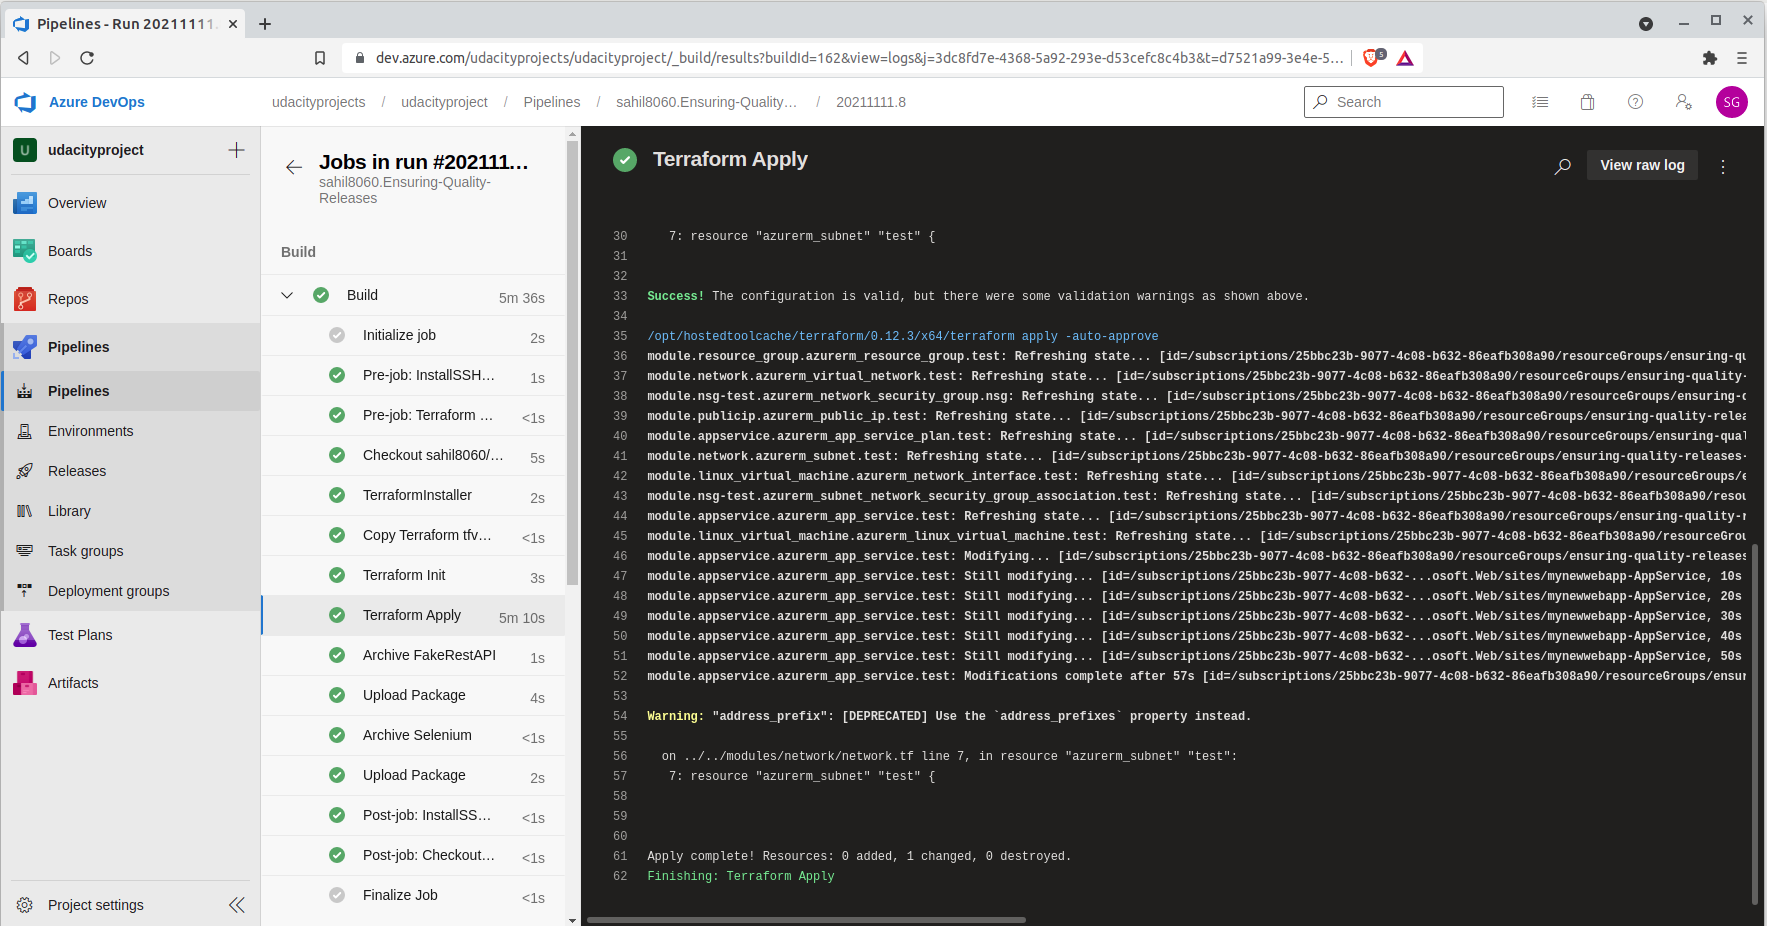 Pipelines - Run 20211111.
dev.azure.com/udacityprojects/udacityproject/_build/results?buildId=162&view=logs&j=3dc8fd7e-4368-5a92-293e-d53cefc8c4b3&t=d7521a99-3e4e-5...
5
Azure DevOps
udacityprojects / udacityproject / Pipelines / sahil8060.Ensuring-Quality... / 20211111.8
Search
SG
U udacityproject
Overview
Boards
Repos
Pipelines
Pipelines
Environments
Releases
Library
Task groups
Deployment groups
Test Plans
Artifacts
Project settings
Jobs in run #202111...
sahil8060.Ensuring-Quality-
Releases
Build
Build 5m 36s
Initialize job 2s
Pre-job: InstallSSH... 1s
Pre-job: Terraform ... <1s
Checkout sahil8060/... 5s
TerraformInstaller 2s
Copy Terraform tfv... <1s
Terraform Init 3s
Terraform Apply 5m 10s
Archive FakeRestAPI 1s
Upload Package 4s
Archive Selenium <1s
Upload Package 2s
Post-job: InstallSS... <1s
Post-job: Checkout... <1s
Finalize Job <1s
Terraform Apply
View raw log
30 7: resource "azurerm_subnet" "test" {
31
32
33 Success! The configuration is valid, but there were some validation warnings as shown above.
34
35 /opt/hostedtoolcache/terraform/0.12.3/x64/terraform apply -auto-approve
36 module.resource_group.azurerm_resource_group.test: Refreshing state... [id=/subscriptions/25bbc23b-9077-4c08-b632-86eafb308a90/resourceGroups/ensuring-qu
37 module.network.azurerm_virtual_network.test: Refreshing state... [id=/subscriptions/25bbc23b-9077-4c08-b632-86eafb308a90/resourceGroups/ensuring-quality-
38 module.nsg-test.azurerm_network_security_group.nsg: Refreshing state... [id=/subscriptions/25bbc23b-9077-4c08-b632-86eafb308a90/resourceGroups/ensuring-q
39 module.publicip.azurerm_public_ip.test: Refreshing state... [id=/subscriptions/25bbc23b-9077-4c08-b632-86eafb308a90/resourceGroups/ensuring-quality-relea
40 module.appservice.azurerm_app_service_plan.test: Refreshing state... [id=/subscriptions/25bbc23b-9077-4c08-b632-86eafb308a90/resourceGroups/ensuring-qual
41 module.network.azurerm_subnet.test: Refreshing state... [id=/subscriptions/25bbc23b-9077-4c08-b632-86eafb308a90/resourceGroups/ensuring-quality-releases-
42 module.linux_virtual_machine.azurerm_network_interface.test: Refreshing state... [id=/subscriptions/25bbc23b-9077-4c08-b632-86eafb308a90/resourceGroups/e
43 module.nsg-test.azurerm_subnet_network_security_group_association.test: Refreshing state... [id=/subscriptions/25bbc23b-9077-4c08-b632-86eafb308a90/resou
44 module.appservice.azurerm_app_service.test: Refreshing state... [id=/subscriptions/25bbc23b-9077-4c08-b632-86eafb308a90/resourceGroups/ensuring-quality-r
45 module.linux_virtual_machine.azurerm_linux_virtual_machine.test: Refreshing state... [id=/subscriptions/25bbc23b-9077-4c08-b632-86eafb308a90/resourceGrou
46 module.appservice.azurerm_app_service.test: Modifying... [id=/subscriptions/25bbc23b-9077-4c08-b632-86eafb308a90/resourceGroups/ensuring-quality-releases
47 module.appservice.azurerm_app_service.test: Still modifying... [id=/subscriptions/25bbc23b-9077-4c08-b632-...osoft.Web/sites/mynewwebapp-AppService, 10s
48 module.appservice.azurerm_app_service.test: Still modifying... [id=/subscriptions/25bbc23b-9077-4c08-b632-...osoft.Web/sites/mynewwebapp-AppService, 20s
49 module.appservice.azurerm_app_service.test: Still modifying... [id=/subscriptions/25bbc23b-9077-4c08-b632-...osoft.Web/sites/mynewwebapp-AppService, 30s
50 module.appservice.azurerm_app_service.test: Still modifying... [id=/subscriptions/25bbc23b-9077-4c08-b632-...osoft.Web/sites/mynewwebapp-AppService, 40s
51 module.appservice.azurerm_app_service.test: Still modifying... [id=/subscriptions/25bbc23b-9077-4c08-b632-...osoft.Web/sites/mynewwebapp-AppService, 50s
52 module.appservice.azurerm_app_service.test: Modifications complete after 57s [id=/subscriptions/25bbc23b-9077-4c08-b632-86eafb308a90/resourceGroups/ensur
53
54 Warning: "address_prefix": [DEPRECATED] Use the `address_prefixes` property instead.
55
56 on ../../modules/network/network.tf line 7, in resource "azurerm_subnet" "test":
57 7: resource "azurerm_subnet" "test" {
58
59
60
61 Apply complete! Resources: 0 added, 1 changed, 0 destroyed.
62 Finishing: Terraform Apply